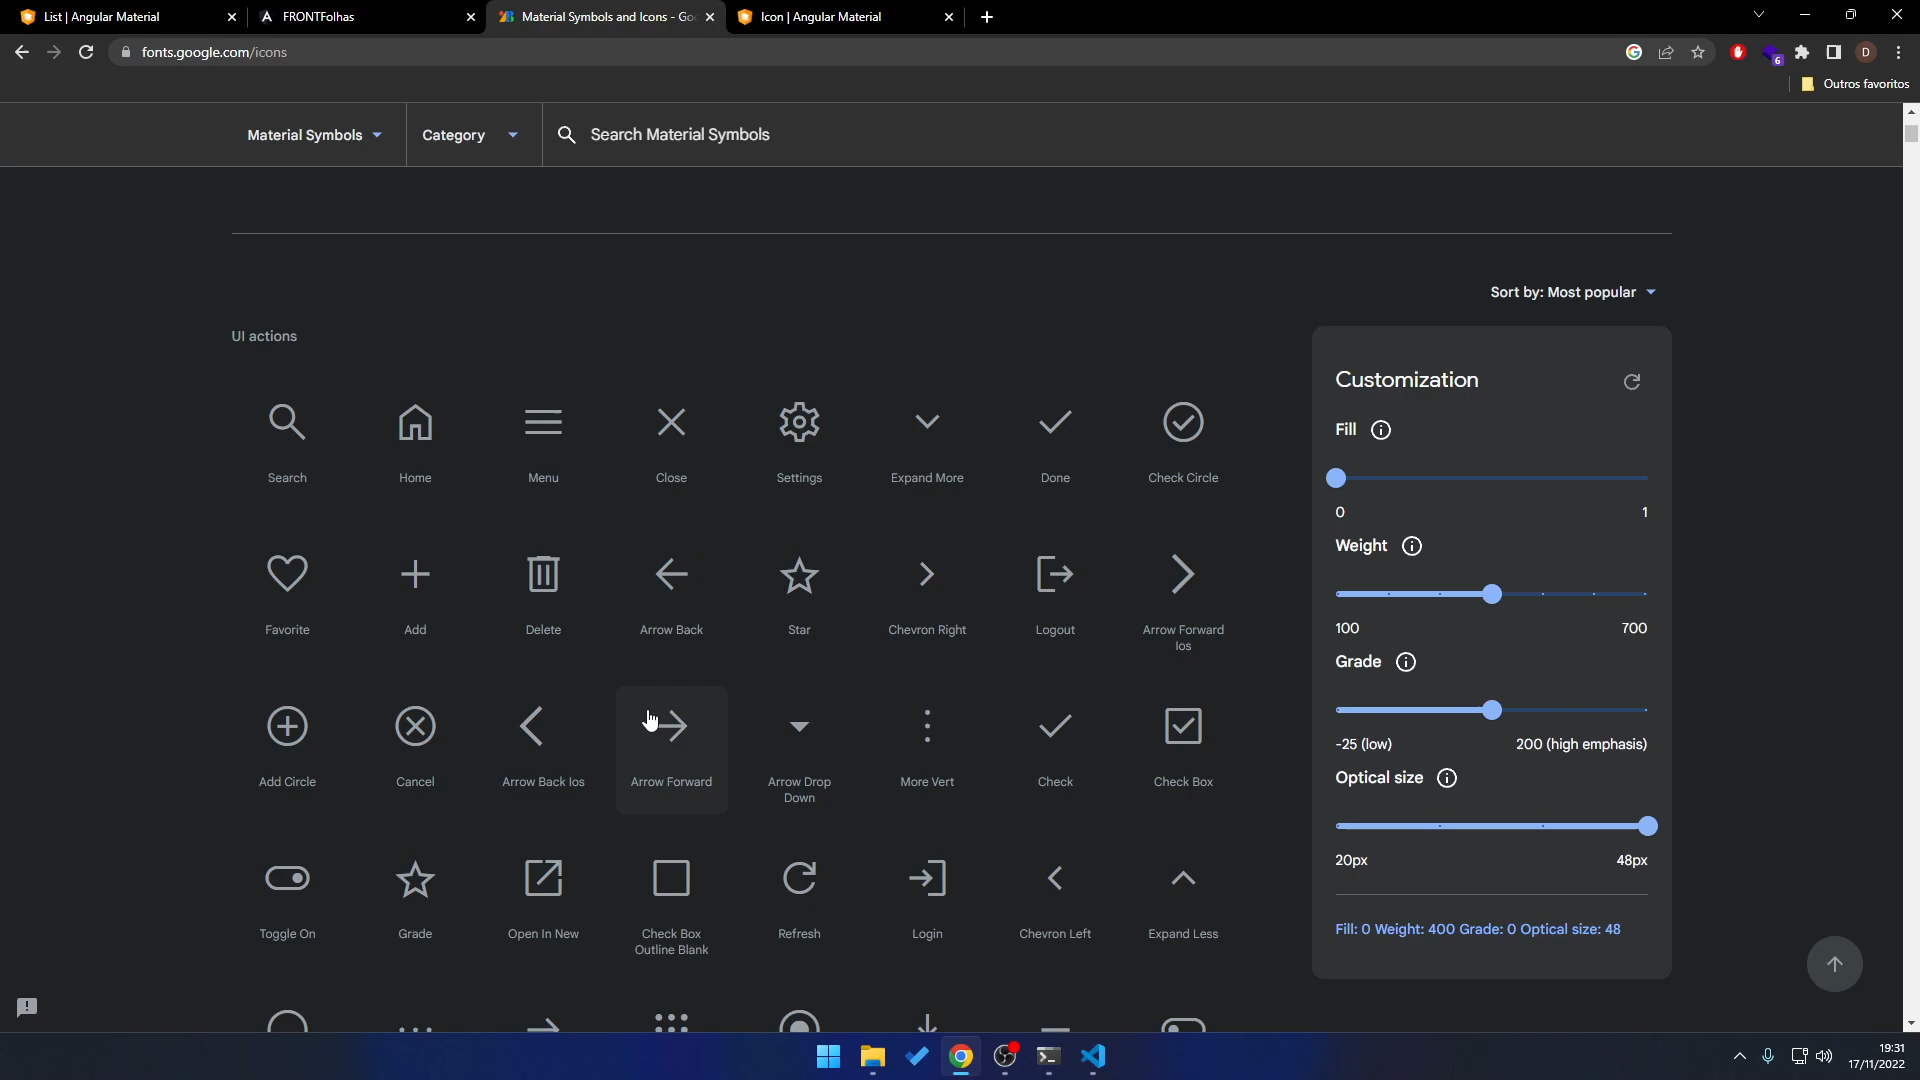 List | Angular Material
FRONTFolhas
Material Symbols and Icons - Go
Icon | Angular Material
fonts.google.com/icons
6
D
Outros favoritos
Material Symbols
Category
Search Material Symbols
Sort by: Most popular
UI actions
Customization
Fill
Search
Home
Menu
Close
Settings
Expand More
Done
Check Circle
0
1
Weight
Favorite
Add
Delete
Arrow Back
Star
Chevron Right
Logout
Arrow Forward
Ios
100
700
Grade
-25 (low)
200 (high emphasis)
Add Circle
Cancel
Arrow Back Ios
Arrow Forward
Arrow Drop
Down
More Vert
Check
Check Box
Optical size
20px
48px
Toggle On
Grade
Open In New
Check Box
Outline Blank
Refresh
Login
Chevron Left
Expand Less
Fill: 0 Weight: 400 Grade: 0 Optical size: 48
19:31
17/11/2022